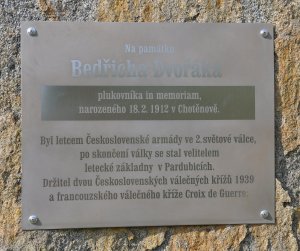 Na památku
Bedřicha Dvořáka
plukovníka in memoriam,
narozeného 18. 2. 1912 v Chotěnově.
Byl letcem Československé armády ve 2. světové válce,
po skončení války se stal velitelem
letecké základny v Pardubicích.
Držitel dvou Československých válečných křížů 1939
a francouzského válečného kříže Croix de Guerre.